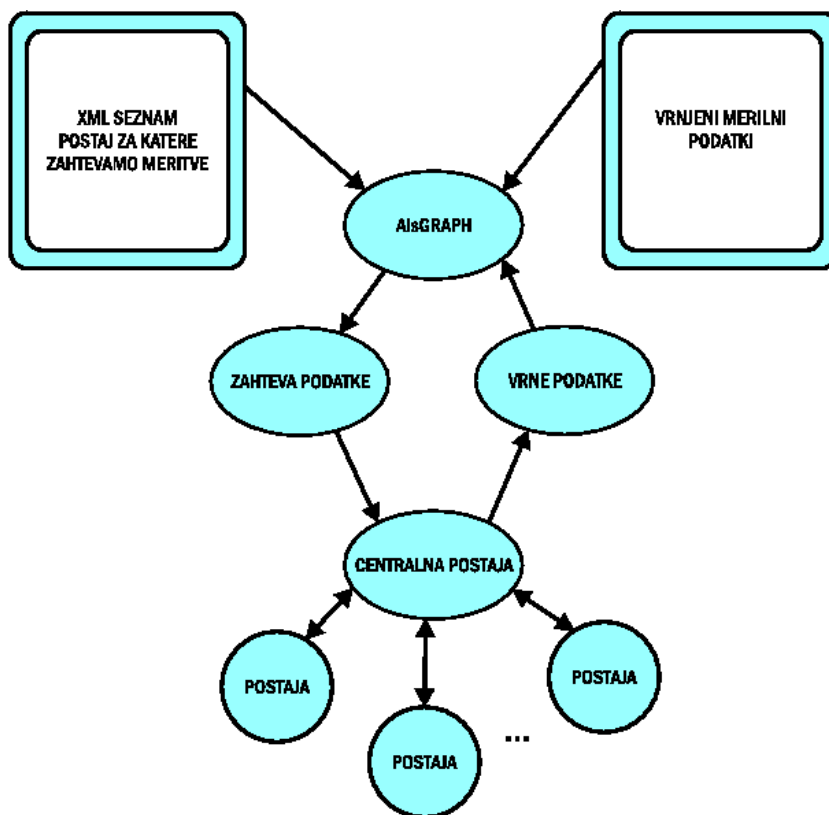 XML SEZNAM
POSTAJ ZA KATERE
ZAHTEVAMO MERITVE
VRNJENI MERILNI
PODATKI
AIsGRAPH
ZAHTEVA PODATKE
VRNE PODATKE
CENTRALNA POSTAJA
POSTAJA
POSTAJA
POSTAJA
...